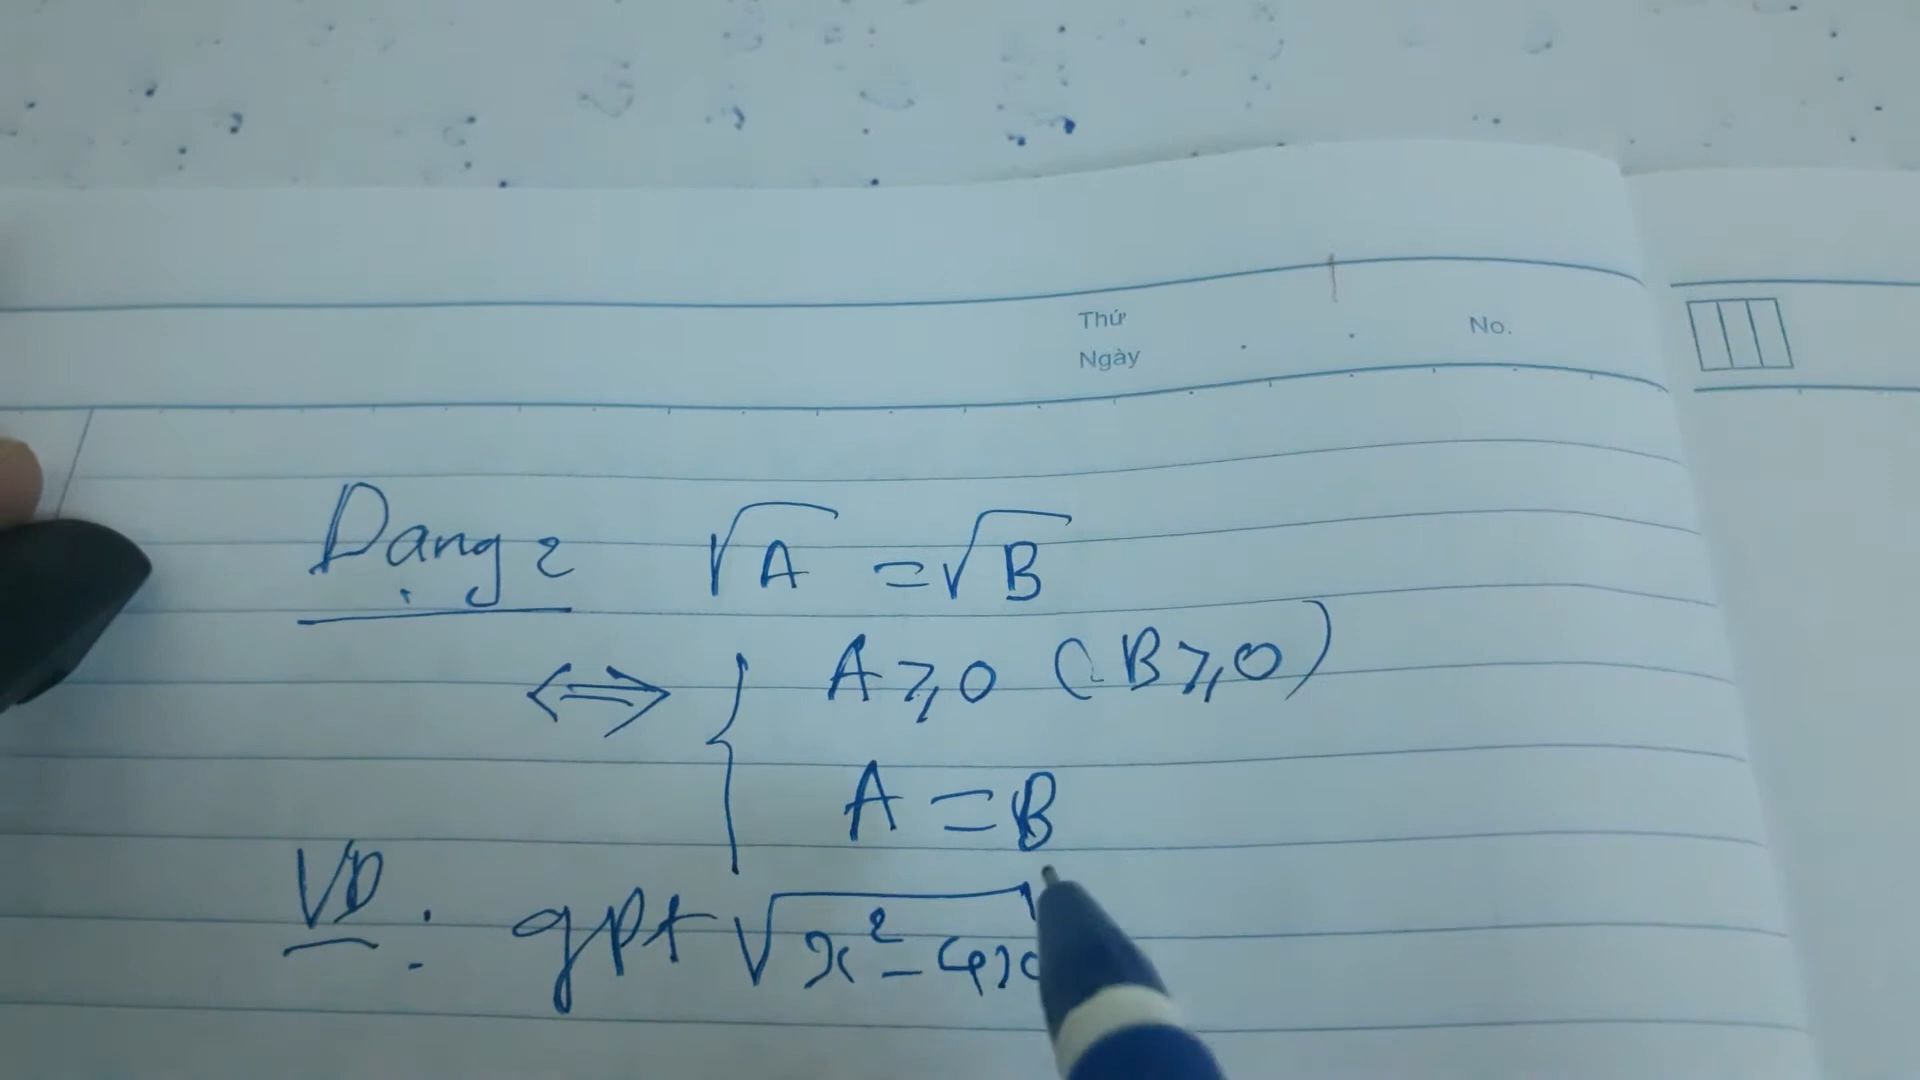 Thứ
Ngày
No.
Dạng 2 √A = √B
⇔ { A ⩾ 0 (B ⩾ 0)
A = B
VD: gpt √x² - 4x